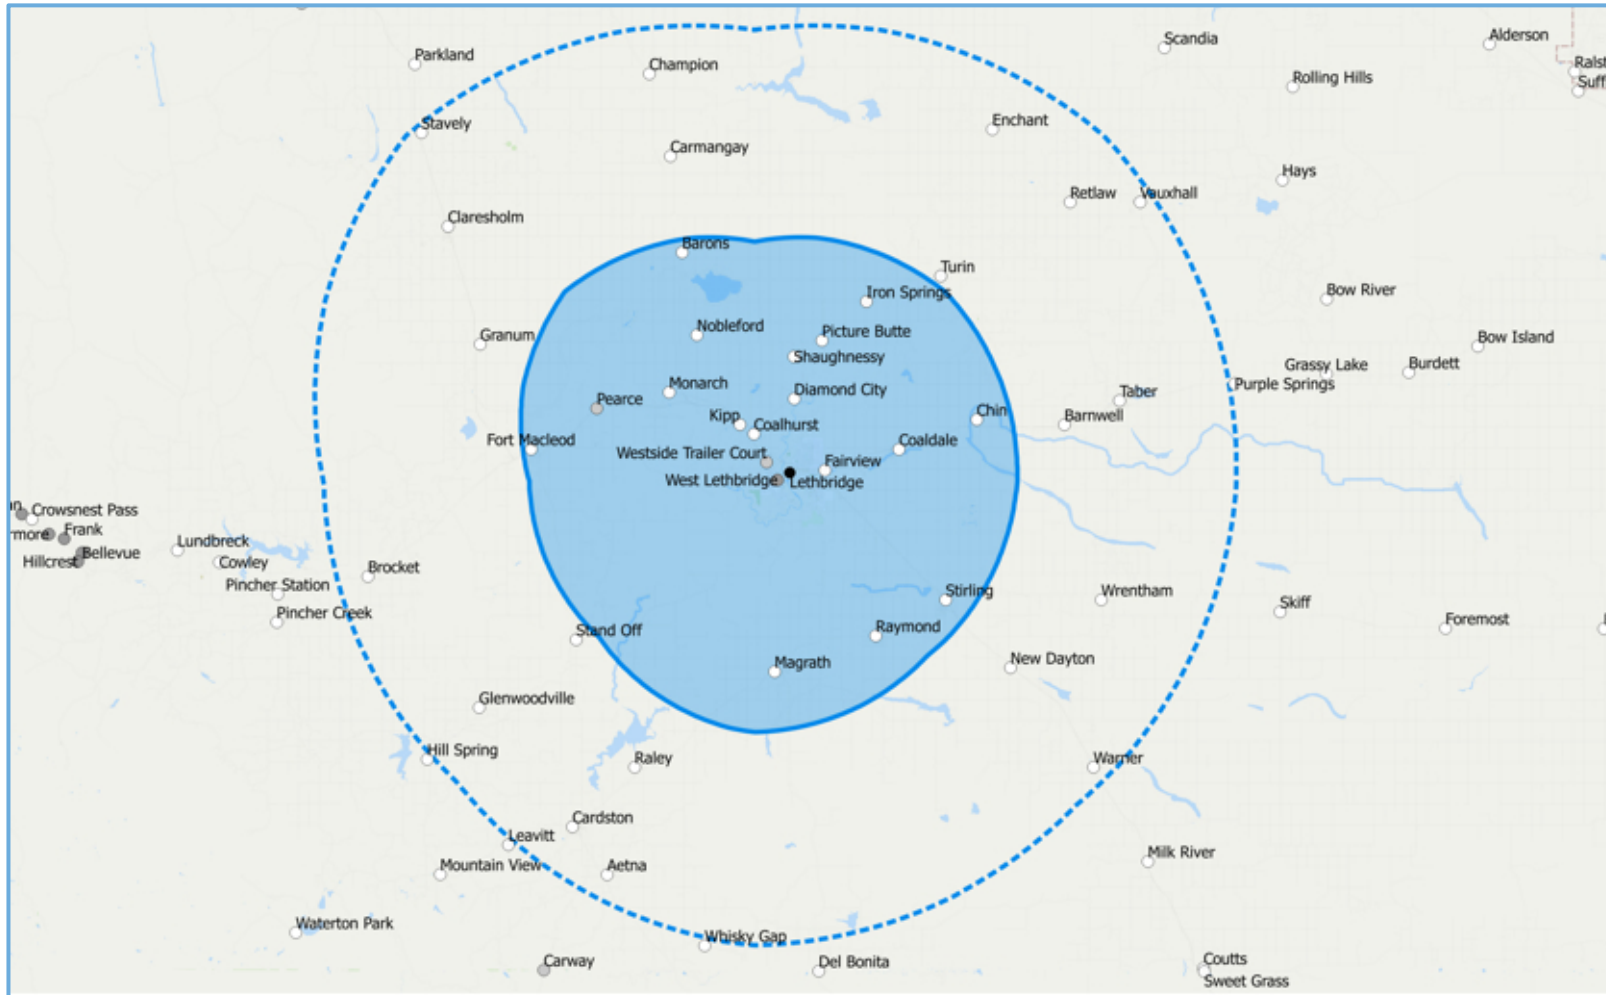 Scandia
Alderson
Parkland
Champion
Ralst
Rolling Hills
Suff
Stavely
Enchant
Carmangay
Hays
Retlaw
Vauxhall
Claresholm
Barons
Turin
Iron Springs
Bow River
Nobleford
Picture Butte
Granum
Bow Island
Shaughnessy
Grassy Lake
Burdett
Monarch
Purple Springs
Diamond City
Taber
Pearce
Kipp
Chin
Barnwell
Coalhurst
Fort Macleod
Coaldale
Westside Trailer Court
Fairview
West Lethbridge
Lethbridge
Crowsnest Pass
rmore
Frank
Lundbreck
Bellevue
Hillcrest
Cowley
Brocket
Pincher Station
Stirling
Wrentham
Skiff
Pincher Creek
Foremost
Stand Off
Raymond
Magrath
New Dayton
Glenwoodville
Hill Spring
Raley
Warner
Cardston
Leavitt
Mountain View
Aetna
Milk River
Waterton Park
Whisky Gap
Carway
Del Bonita
Coutts
Sweet Grass